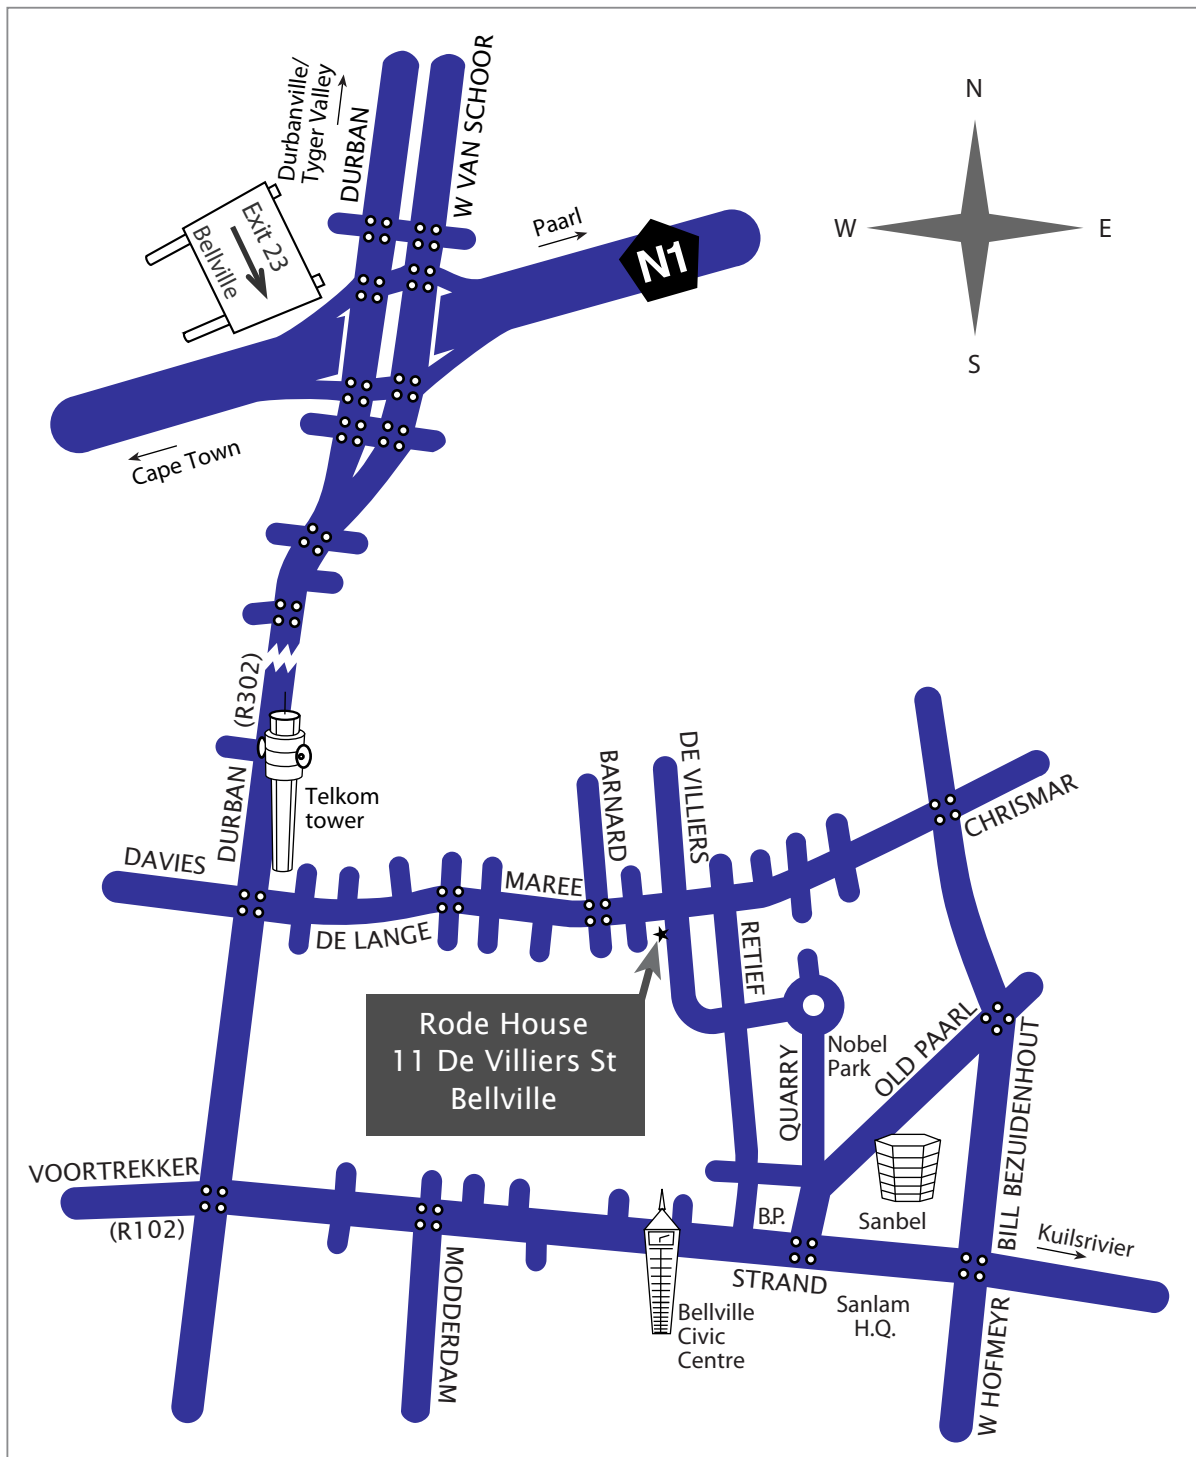 Durbanville/
Tyger Valley
DURBAN
W VAN SCHOOR
N
W
E
S
Exit 23
Bellville
Paarl
N1
Cape Town
(R302)
DURBAN
Telkom
tower
DAVIES
DE LANGE
MAREE
BARNARD
DE VILLIERS
RETIEF
CHRISMAR
Rode House
11 De Villiers St
Bellville
Nobel
Park
QUARRY
OLD PAARL
BILL BEZUIDENHOUT
VOORTREKKER
(R102)
MODDERDAM
B.P.
Sanbel
STRAND
Kuilsrivier
Bellville
Civic
Centre
Sanlam
H.Q.
W HOFMEYR